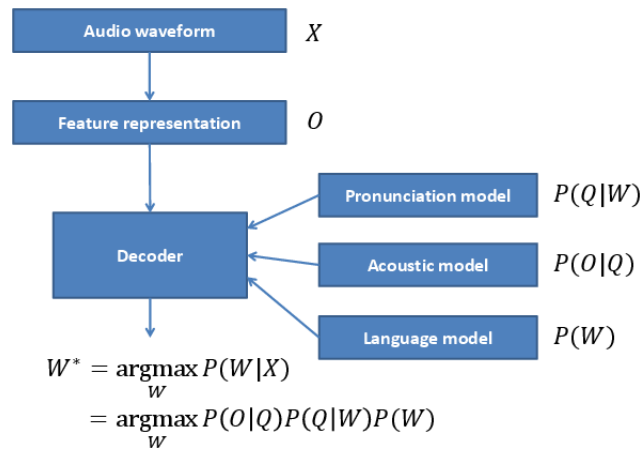 Audio waveform X
Feature representation O
Pronunciation model P(Q|W)
Decoder
Acoustic model P(O|Q)
Language model P(W)
W* = argmax P(W|X)
W
= argmax P(O|Q)P(Q|W)P(W)
W